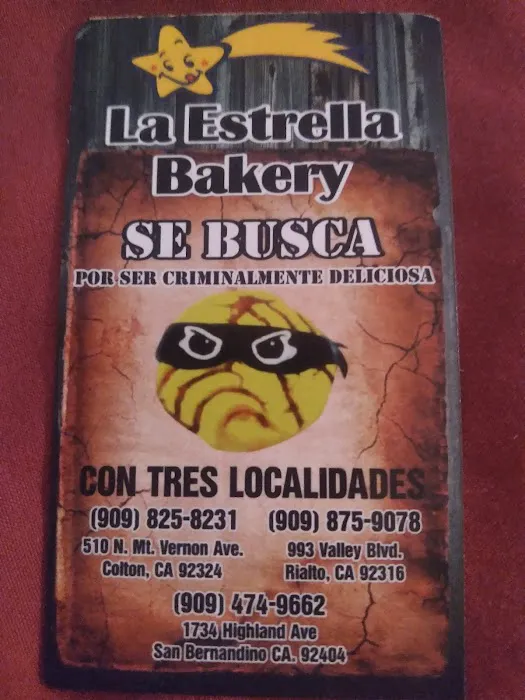 La Estrella
Bakery
SE BUSCA
POR SER CRIMINALMENTE DELICIOSA
CON TRES LOCALIDADES
(909) 825-8231 (909) 875-9078
510 N. Mt. Vernon Ave. 993 Valley Blvd.
Colton, CA 92324 Rialto, CA 92316
(909) 474-9662
1734 Highland Ave
San Bernandino CA. 92404